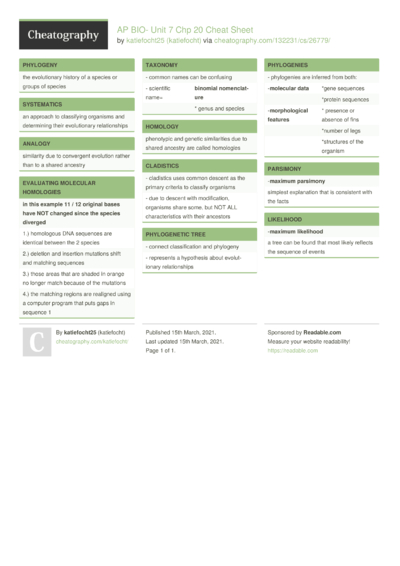 Cheatography
AP BIO- Unit 7 Chp 20 Cheat Sheet
by katiefocht25 (katiefocht) via cheatography.com/132231/cs/26779/
PHYLOGENY
the evolutionary history of a species or
groups of species
SYSTEMATICS
an approach to classifying organisms and
determining their evolutionary relationships
ANALOGY
similarity due to convergent evolution rather
than to a shared ancestry
EVALUATING MOLECULAR
HOMOLOGIES
in this example 11 / 12 original bases
have NOT changed since the species
diverged
1.) homologous DNA sequences are
identical between the 2 species
2.) deletion and insertion mutations shift
and matching sequences
3.) those areas that are shaded in orange
no longer match because of the mutations
4.) the matching regions are realigned using
a computer program that puts gaps in
sequence 1
TAXONOMY
- common names can be confusing
- scientific name= binomial nomenclat-
ure
* genus and species
HOMOLOGY
phenotypic and genetic similarities due to
shared ancestry are called homologies
CLADISTICS
- cladistics uses common descent as the
primary criteria to classify organisms
- due to descent with modification,
organisms share some, but NOT ALL
characteristics with their ancestors
PHYLOGENETIC TREE
- connect classification and phylogeny
- represents a hypothesis about evolut-
ionary relationships
PHYLOGENIES
- phylogenies are inferred from both:
-molecular data *gene sequences
*protein sequences
-morphological features * presence or
absence of fins
*number of legs
*structures of the
organism
PARSIMONY
-maximum parsimony
simplest explanation that is consistent with
the facts
LIKELIHOOD
-maximum likelihood
a tree can be found that most likely reflects
the sequence of events
C
By katiefocht25 (katiefocht)
cheatography.com/katiefocht/
Published 15th March, 2021.
Last updated 15th March, 2021.
Page 1 of 1.
Sponsored by Readable.com
Measure your website readability!
https://readable.com